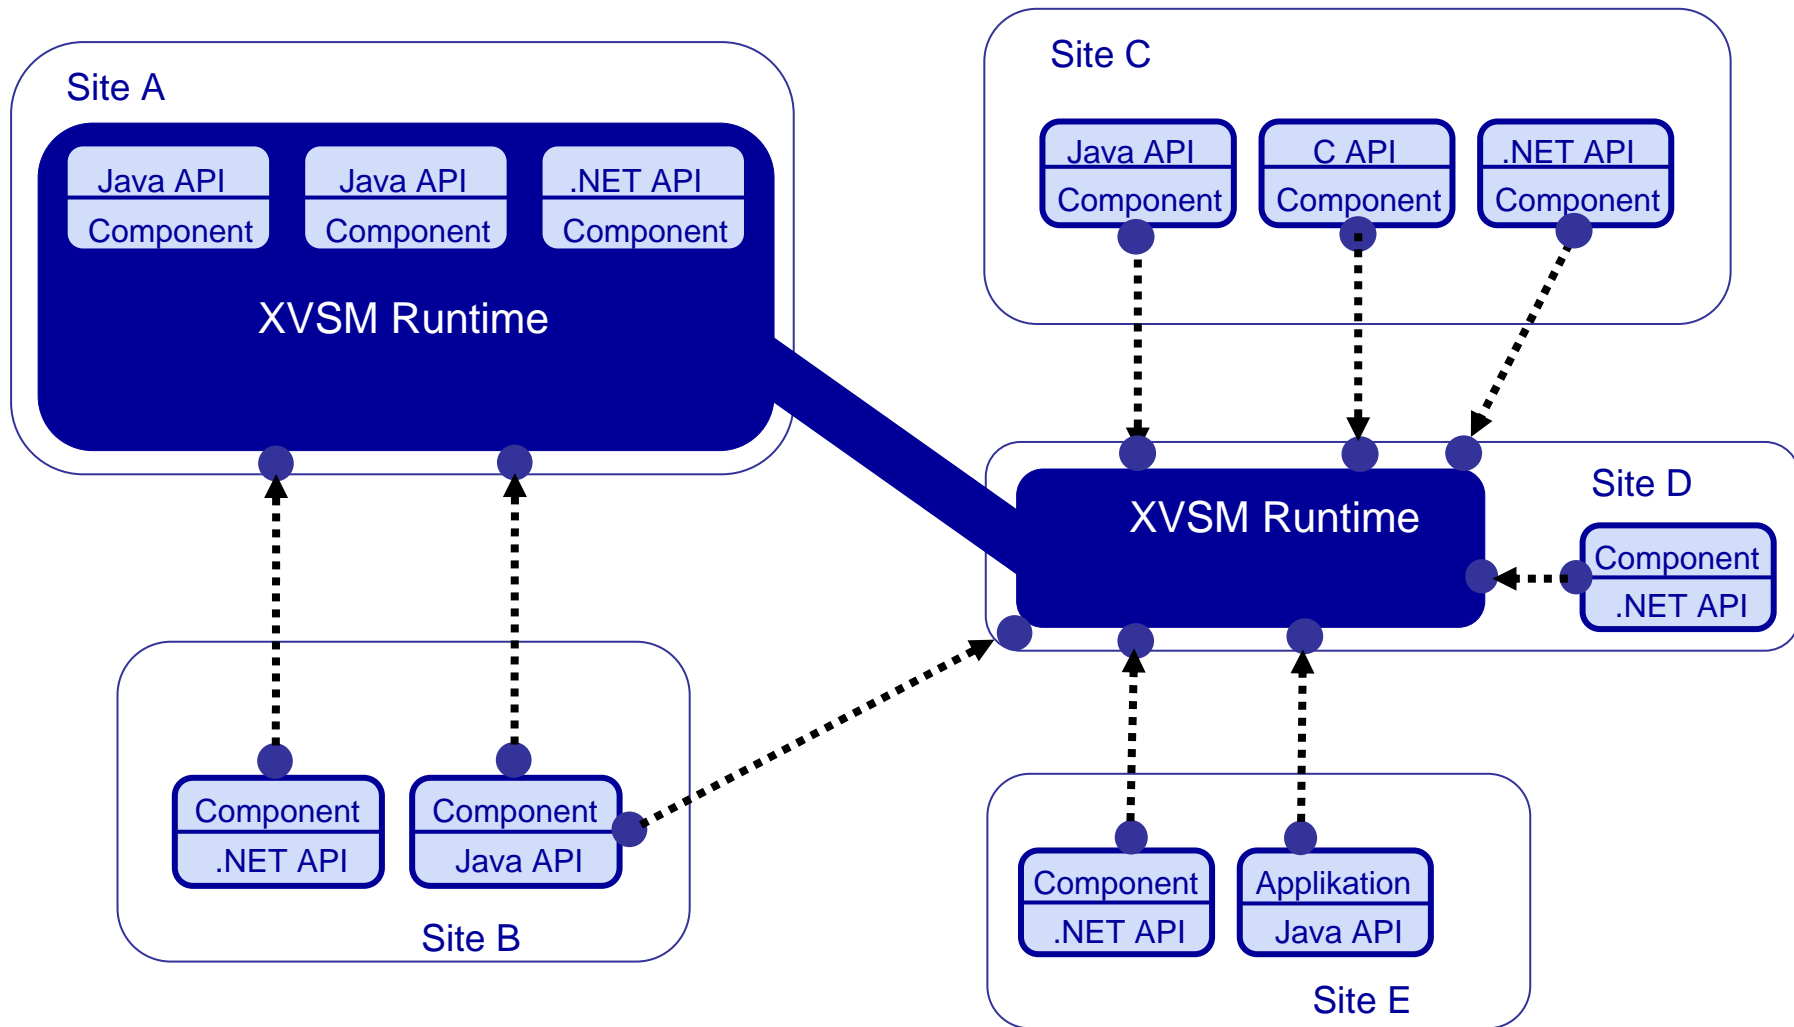 Site A
Java API
Component
Java API
Component
.NET API
Component
XVSM Runtime
Site C
Java API
Component
C API
Component
.NET API
Component
XVSM Runtime
Site D
Component
.NET API
Component
.NET API
Component
Java API
Site B
Component
.NET API
Applikation
Java API
Site E